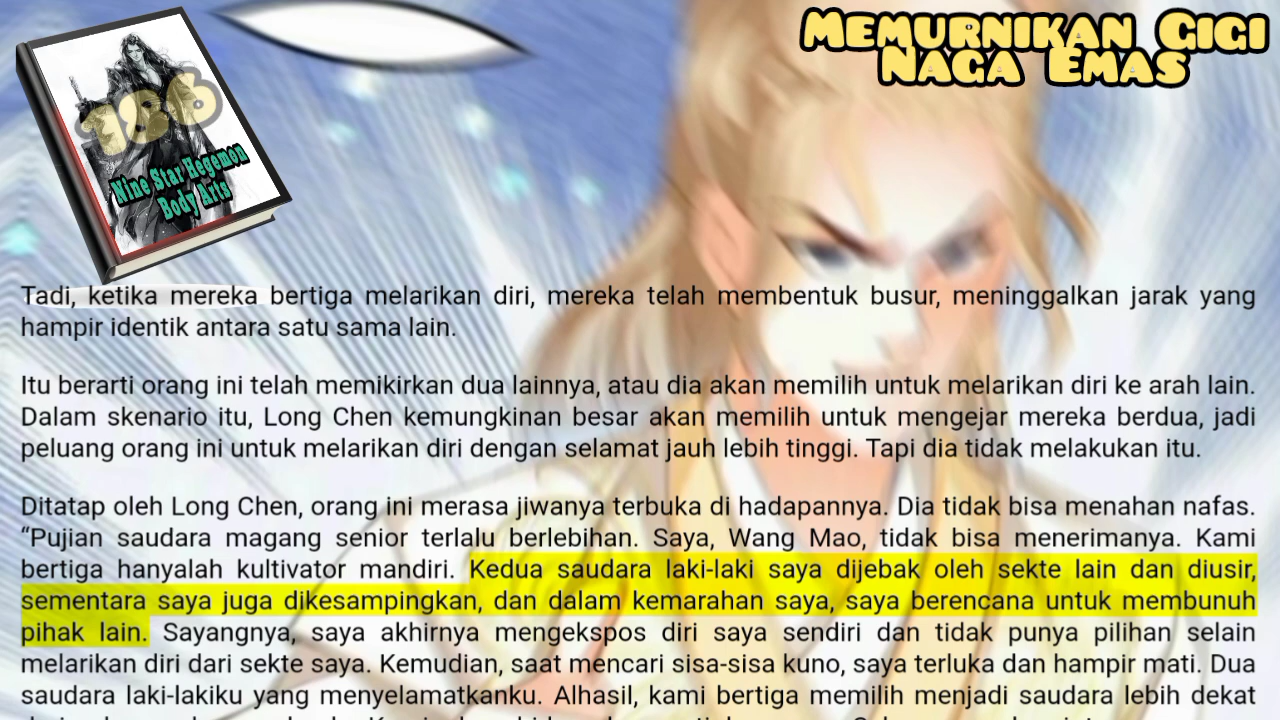 MEMURNIKAN GIGI
NAGA EMAS
186
Nine Star Hegemon
Body Arts
Tadi, ketika mereka bertiga melarikan diri, mereka telah membentuk busur, meninggalkan jarak yang
hampir identik antara satu sama lain.
Itu berarti orang ini telah memikirkan dua lainnya, atau dia akan memilih untuk melarikan diri ke arah lain.
Dalam skenario itu, Long Chen kemungkinan besar akan memilih untuk mengejar mereka berdua, jadi
peluang orang ini untuk melarikan diri dengan selamat jauh lebih tinggi. Tapi dia tidak melakukan itu.
Ditatap oleh Long Chen, orang ini merasa jiwanya terbuka di hadapannya. Dia tidak bisa menahan nafas.
“Pujian saudara magang senior terlalu berlebihan. Saya, Wang Mao, tidak bisa menerimanya. Kami
bertiga hanyalah kultivator mandiri. Kedua saudara laki-laki saya dijebak oleh sekte lain dan diusir,
sementara saya juga dikesampingkan, dan dalam kemarahan saya, saya berencana untuk membunuh
pihak lain. Sayangnya, saya akhirnya mengekspos diri saya sendiri dan tidak punya pilihan selain
melarikan diri dari sekte saya. Kemudian, saat mencari sisa-sisa kuno, saya terluka dan hampir mati. Dua
saudara laki-lakiku yang menyelamatkanku. Alhasil, kami bertiga memilih menjadi saudara lebih dekat